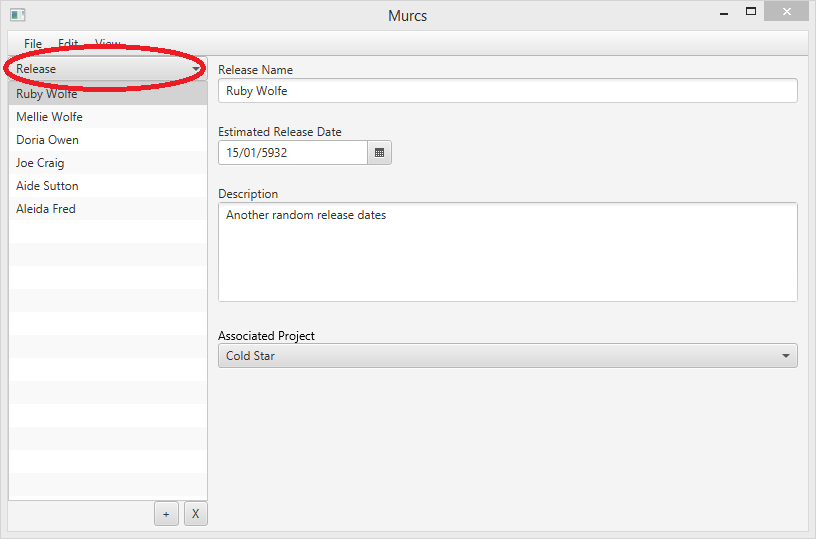 Murcs
File Edit View
Release
Ruby Wolfe
Mellie Wolfe
Doria Owen
Joe Craig
Aide Sutton
Aleida Fred
+ X
Release Name
Ruby Wolfe
Estimated Release Date
15/01/5932
Description
Another random release dates
Associated Project
Cold Star